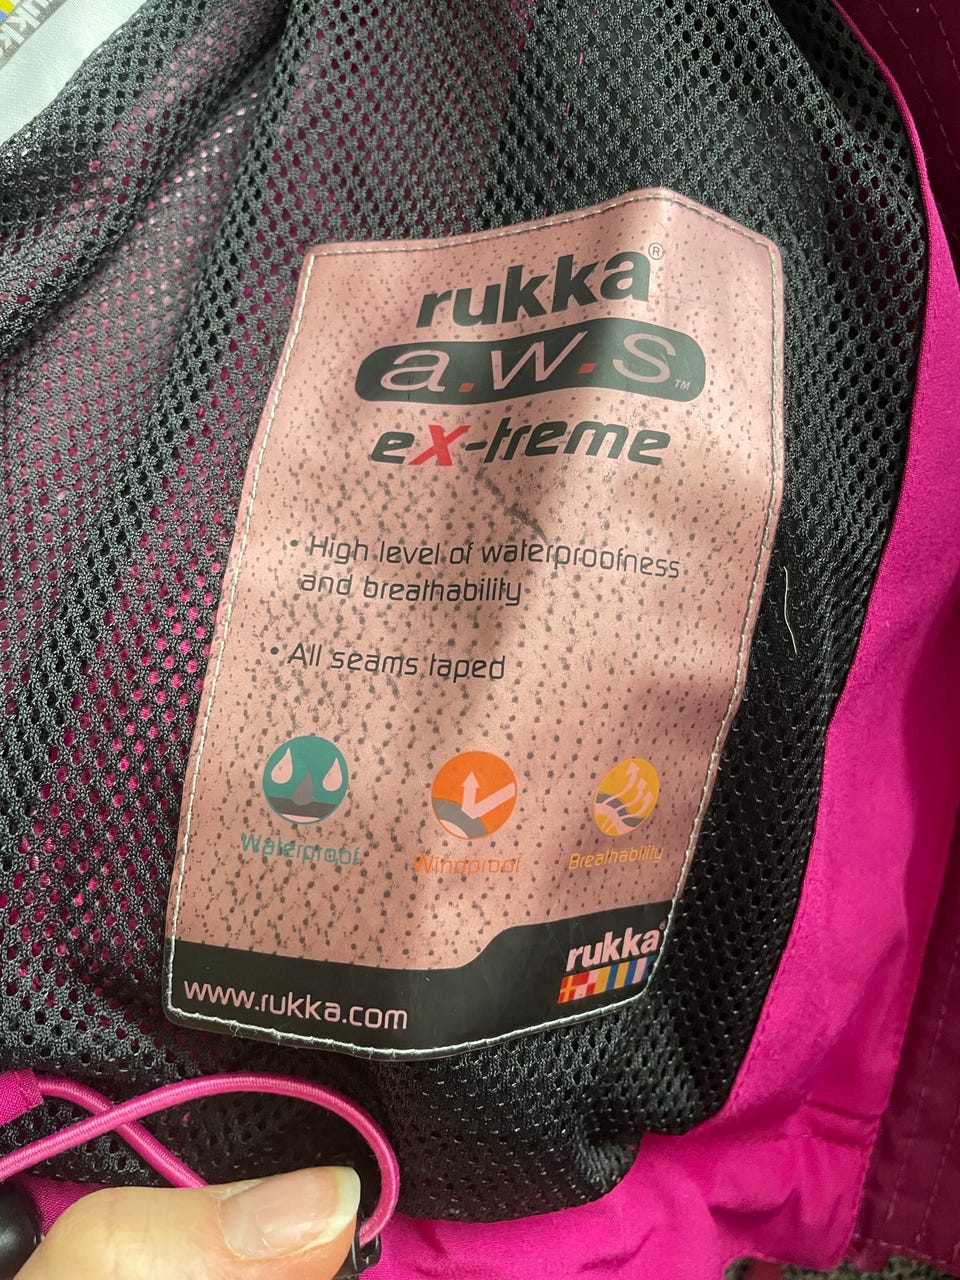 rukka®
a.w.s™
eX-treme
• High level of waterproofness
and breathability
• All seams taped
Waterproof
Windproof
Breathability
rukka
www.rukka.com